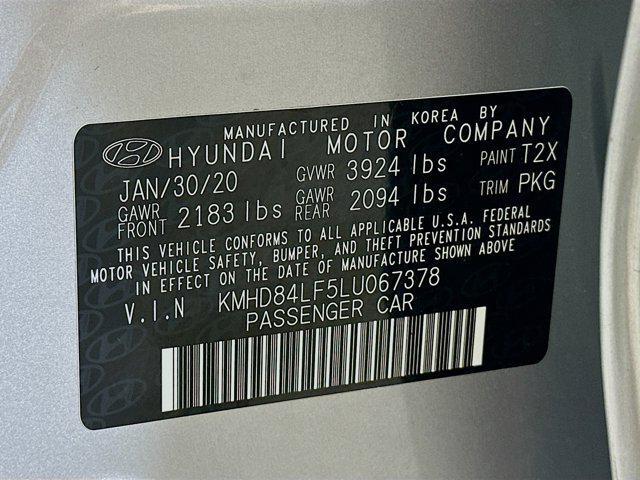 MANUFACTURED IN KOREA BY
HYUNDAI MOTOR COMPANY
JAN/30/20 GVWR 3924 lbs PAINT T2X
GAWR FRONT 2183 lbs GAWR REAR 2094 lbs TRIM PKG
THIS VEHICLE CONFORMS TO ALL APPLICABLE U.S.A. FEDERAL
MOTOR VEHICLE SAFETY, BUMPER, AND THEFT PREVENTION STANDARDS
IN EFFECT ON THE DATE OF MANUFACTURE SHOWN ABOVE
V.I.N KMHD84LF5LU067378
PASSENGER CAR